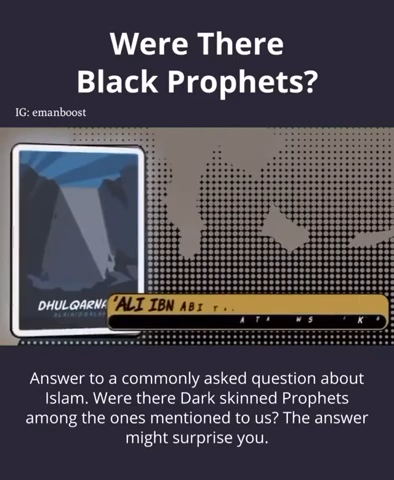 Were There
Black Prophets?
IG: emanboost
DHULQARNA
'ALI IBN ABI
Answer to a commonly asked question about
Islam. Were there Dark skinned Prophets
among the ones mentioned to us? The answer
might surprise you.